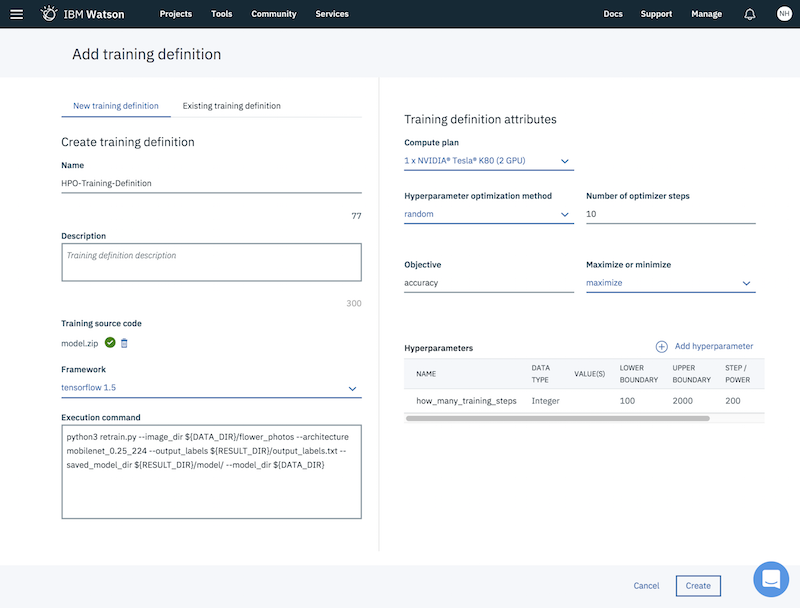 IBM Watson
Projects
Tools
Community
Services
Docs
Support
Manage
NH
Add training definition
New training definition
Existing training definition
Create training definition
Name
HPO-Training-Definition
77
Description
Training definition description
300
Training source code
model.zip
Framework
tensorflow 1.5
Execution command
python3 retrain.py --image_dir ${DATA_DIR}/flower_photos --architecture
mobilenet_0.25_224 --output_labels ${RESULT_DIR}/output_labels.txt --
saved_model_dir ${RESULT_DIR}/model/ --model_dir ${DATA_DIR}
Training definition attributes
Compute plan
1 x NVIDIA® Tesla® K80 (2 GPU)
Hyperparameter optimization method
random
Number of optimizer steps
10
Objective
accuracy
Maximize or minimize
maximize
Hyperparameters
Add hyperparameter
NAME
DATA
TYPE
VALUE(S)
LOWER
BOUNDARY
UPPER
BOUNDARY
STEP /
POWER
how_many_training_steps
Integer
100
2000
200
Cancel
Create